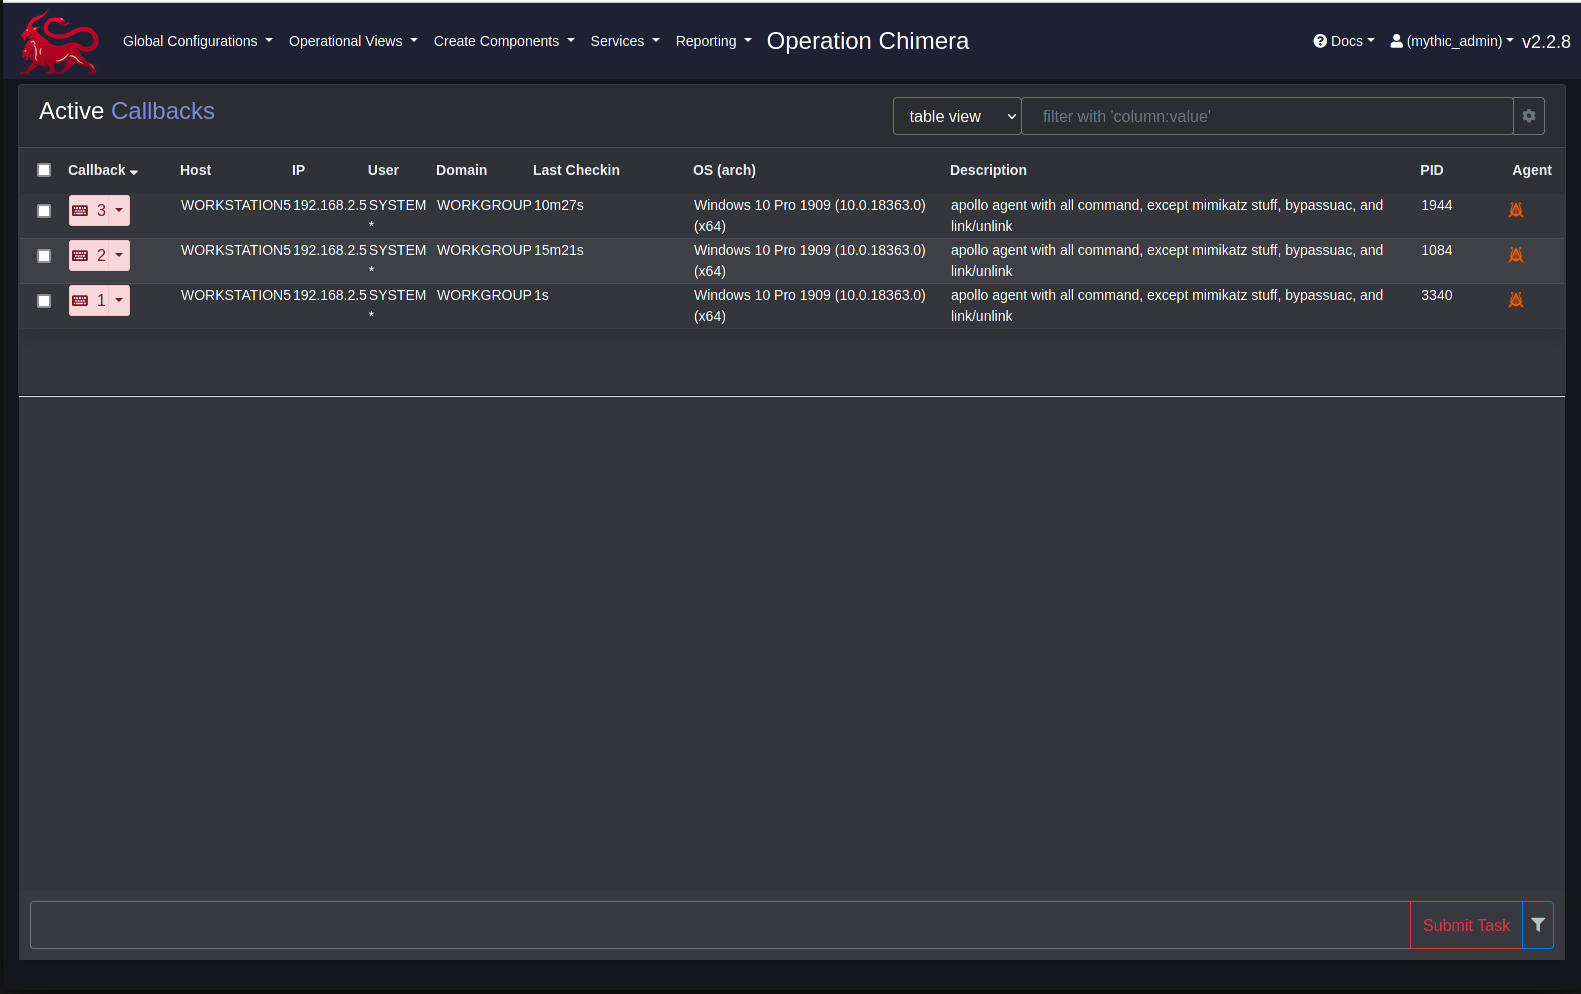 Global Configurations Operational Views Create Components Services Reporting Operation Chimera Docs (mythic_admin) v2.2.8
Active Callbacks table view filter with 'column:value'
Callback Host IP User Domain Last Checkin OS (arch) Description PID Agent
3 WORKSTATION5 192.168.2.5 SYSTEM WORKGROUP 10m27s Windows 10 Pro 1909 (10.0.18363.0) apollo agent with all command, except mimikatz stuff, bypassuac, and 1944
* (x64) link/unlink
2 WORKSTATION5 192.168.2.5 SYSTEM WORKGROUP 15m21s Windows 10 Pro 1909 (10.0.18363.0) apollo agent with all command, except mimikatz stuff, bypassuac, and 1084
* (x64) link/unlink
1 WORKSTATION5 192.168.2.5 SYSTEM WORKGROUP 1s Windows 10 Pro 1909 (10.0.18363.0) apollo agent with all command, except mimikatz stuff, bypassuac, and 3340
* (x64) link/unlink
Submit Task